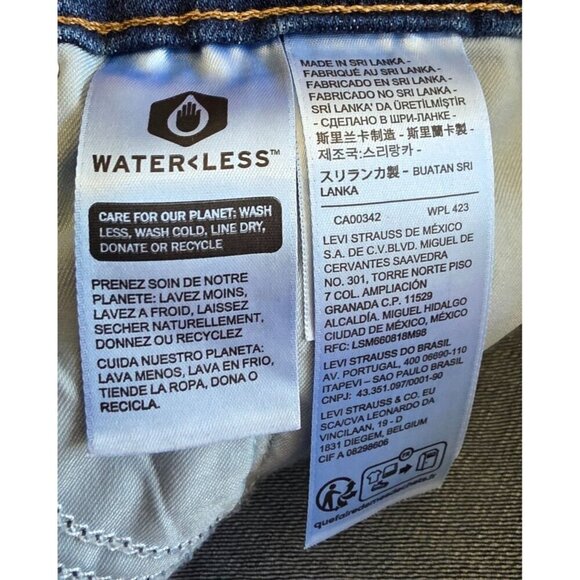 WATER<LESS™
CARE FOR OUR PLANET: WASH
LESS, WASH COLD, LINE DRY,
DONATE OR RECYCLE
PRENEZ SOIN DE NOTRE
PLANETE: LAVEZ MOINS,
LAVEZ A FROID, LAISSEZ
SECHER NATURELLEMENT,
DONNEZ OU RECYCLEZ
CUIDA NUESTRO PLANETA:
LAVA MENOS, LAVA EN FRIO,
TIENDE LA ROPA, DONA O
RECICLA.
MADE IN SRI LANKA -
FABRIQUÉ AU SRI LANKA -
FABRICADO EN SRI LANKA -
FABRICADO NO SRI LANKA -
SRI LANKA' DA ÜRETİLMİŞTİR
- СДЕЛАНО В ШРИ-ЛАНКЕ -
斯里兰卡制造 - 斯里蘭卡製 -
제조국:스리랑카 -
スリランカ製 - BUATAN SRI
LANKA
CA00342 WPL 423
LEVI STRAUSS DE MÉXICO
S.A. DE C.V.BLVD. MIGUEL DE
CERVANTES SAAVEDRA
NO. 301, TORRE NORTE PISO
7 COL. AMPLIACIÓN
GRANADA C.P. 11529
ALCALDÍA. MIGUEL HIDALGO
CIUDAD DE MÉXICO, MÉXICO
RFC: LSM660818M98
LEVI STRAUSS DO BRASIL
AV. PORTUGAL, 400 06690-110
ITAPEVI – SAO PAULO BRASIL
CNPJ: 43.351.097/0001-90
LEVI STRAUSS & CO. EU
SCA/CVA LEONARDO DA
VINCILAAN, 19 - D
1831 DIEGEM, BELGIUM
CIF A 08298606
FR
quefairedemesdechets.fr